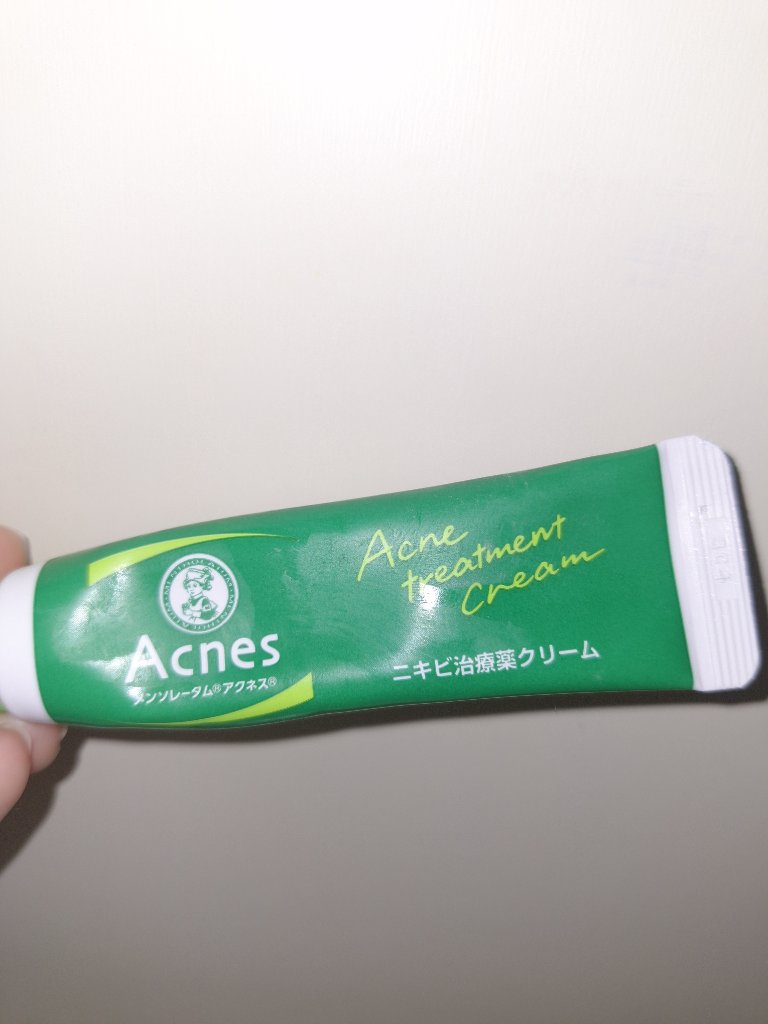 Acnes
メンソレータム®アクネス®
Acne
treatment
Cream
ニキビ治療薬クリーム